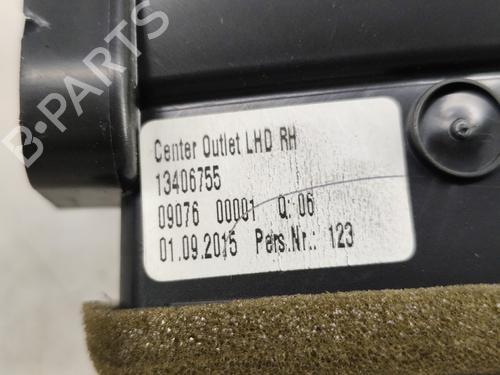 Center Outlet LHD RH
13406755
09076 00001 Q: 06
01.09.2015 Pers.Nr.: 123
B-PARTS